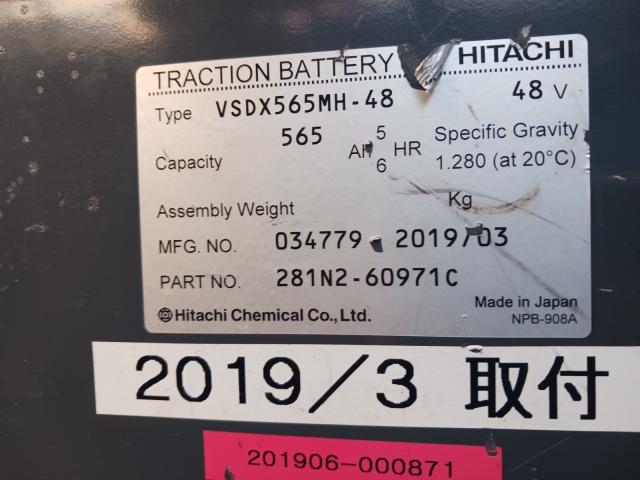 TRACTION BATTERY HITACHI
Type VSDX565MH-48 48 V
Capacity 565 AH 5 HR Specific Gravity
6 1.280 (at 20°C)
Assembly Weight Kg
MFG. NO. 034779 2019/03
PART NO. 281N2-60971C
Made in Japan
Hitachi Chemical Co., Ltd. NPB-908A
2019/3 取付
201906-000871